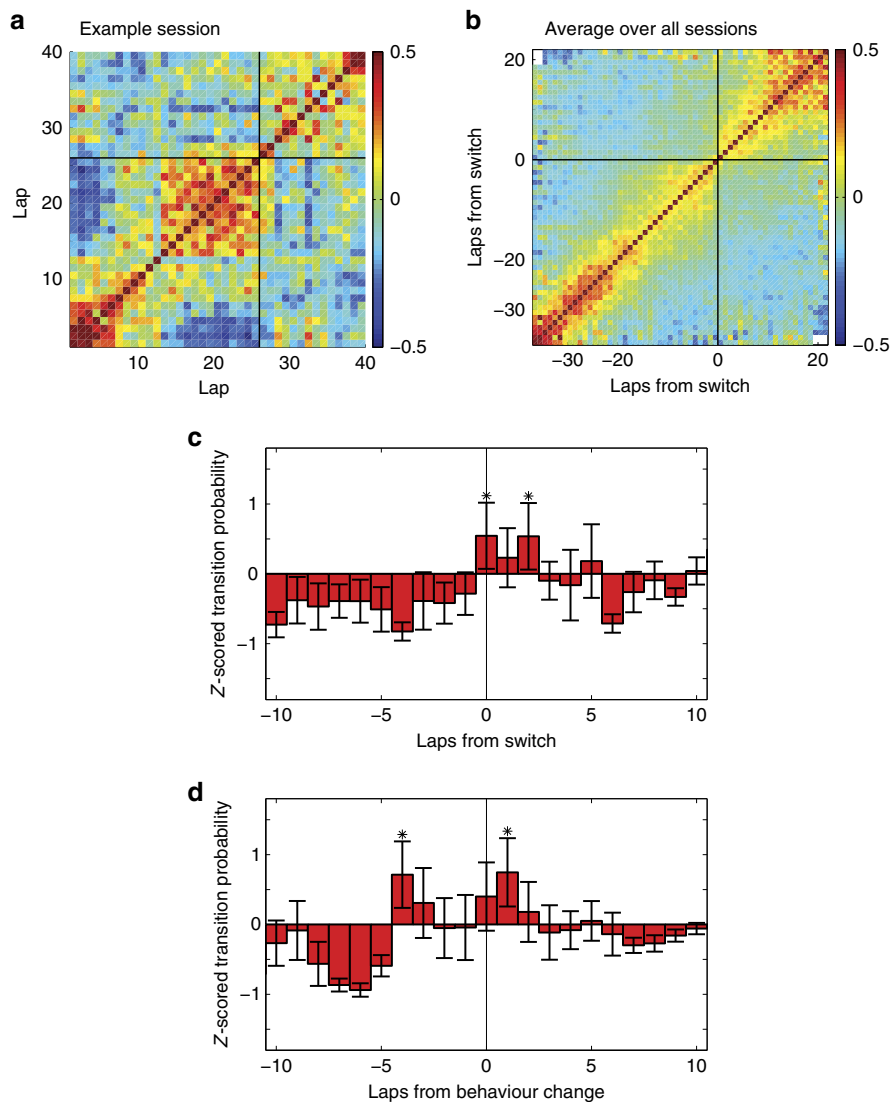 a Example session
40
30
20
10
Lap
10 20 30 40
Lap
0.5
0
−0.5
b Average over all sessions
20
0
−20
−30
Laps from switch
−30 −20 0 20
Laps from switch
0.5
0
−0.5
c
Z-scored transition probability
1
0
−1
* *
−10 −5 0 5 10
Laps from switch
d
Z-scored transition probability
1
0
−1
* *
−10 −5 0 5 10
Laps from behaviour change